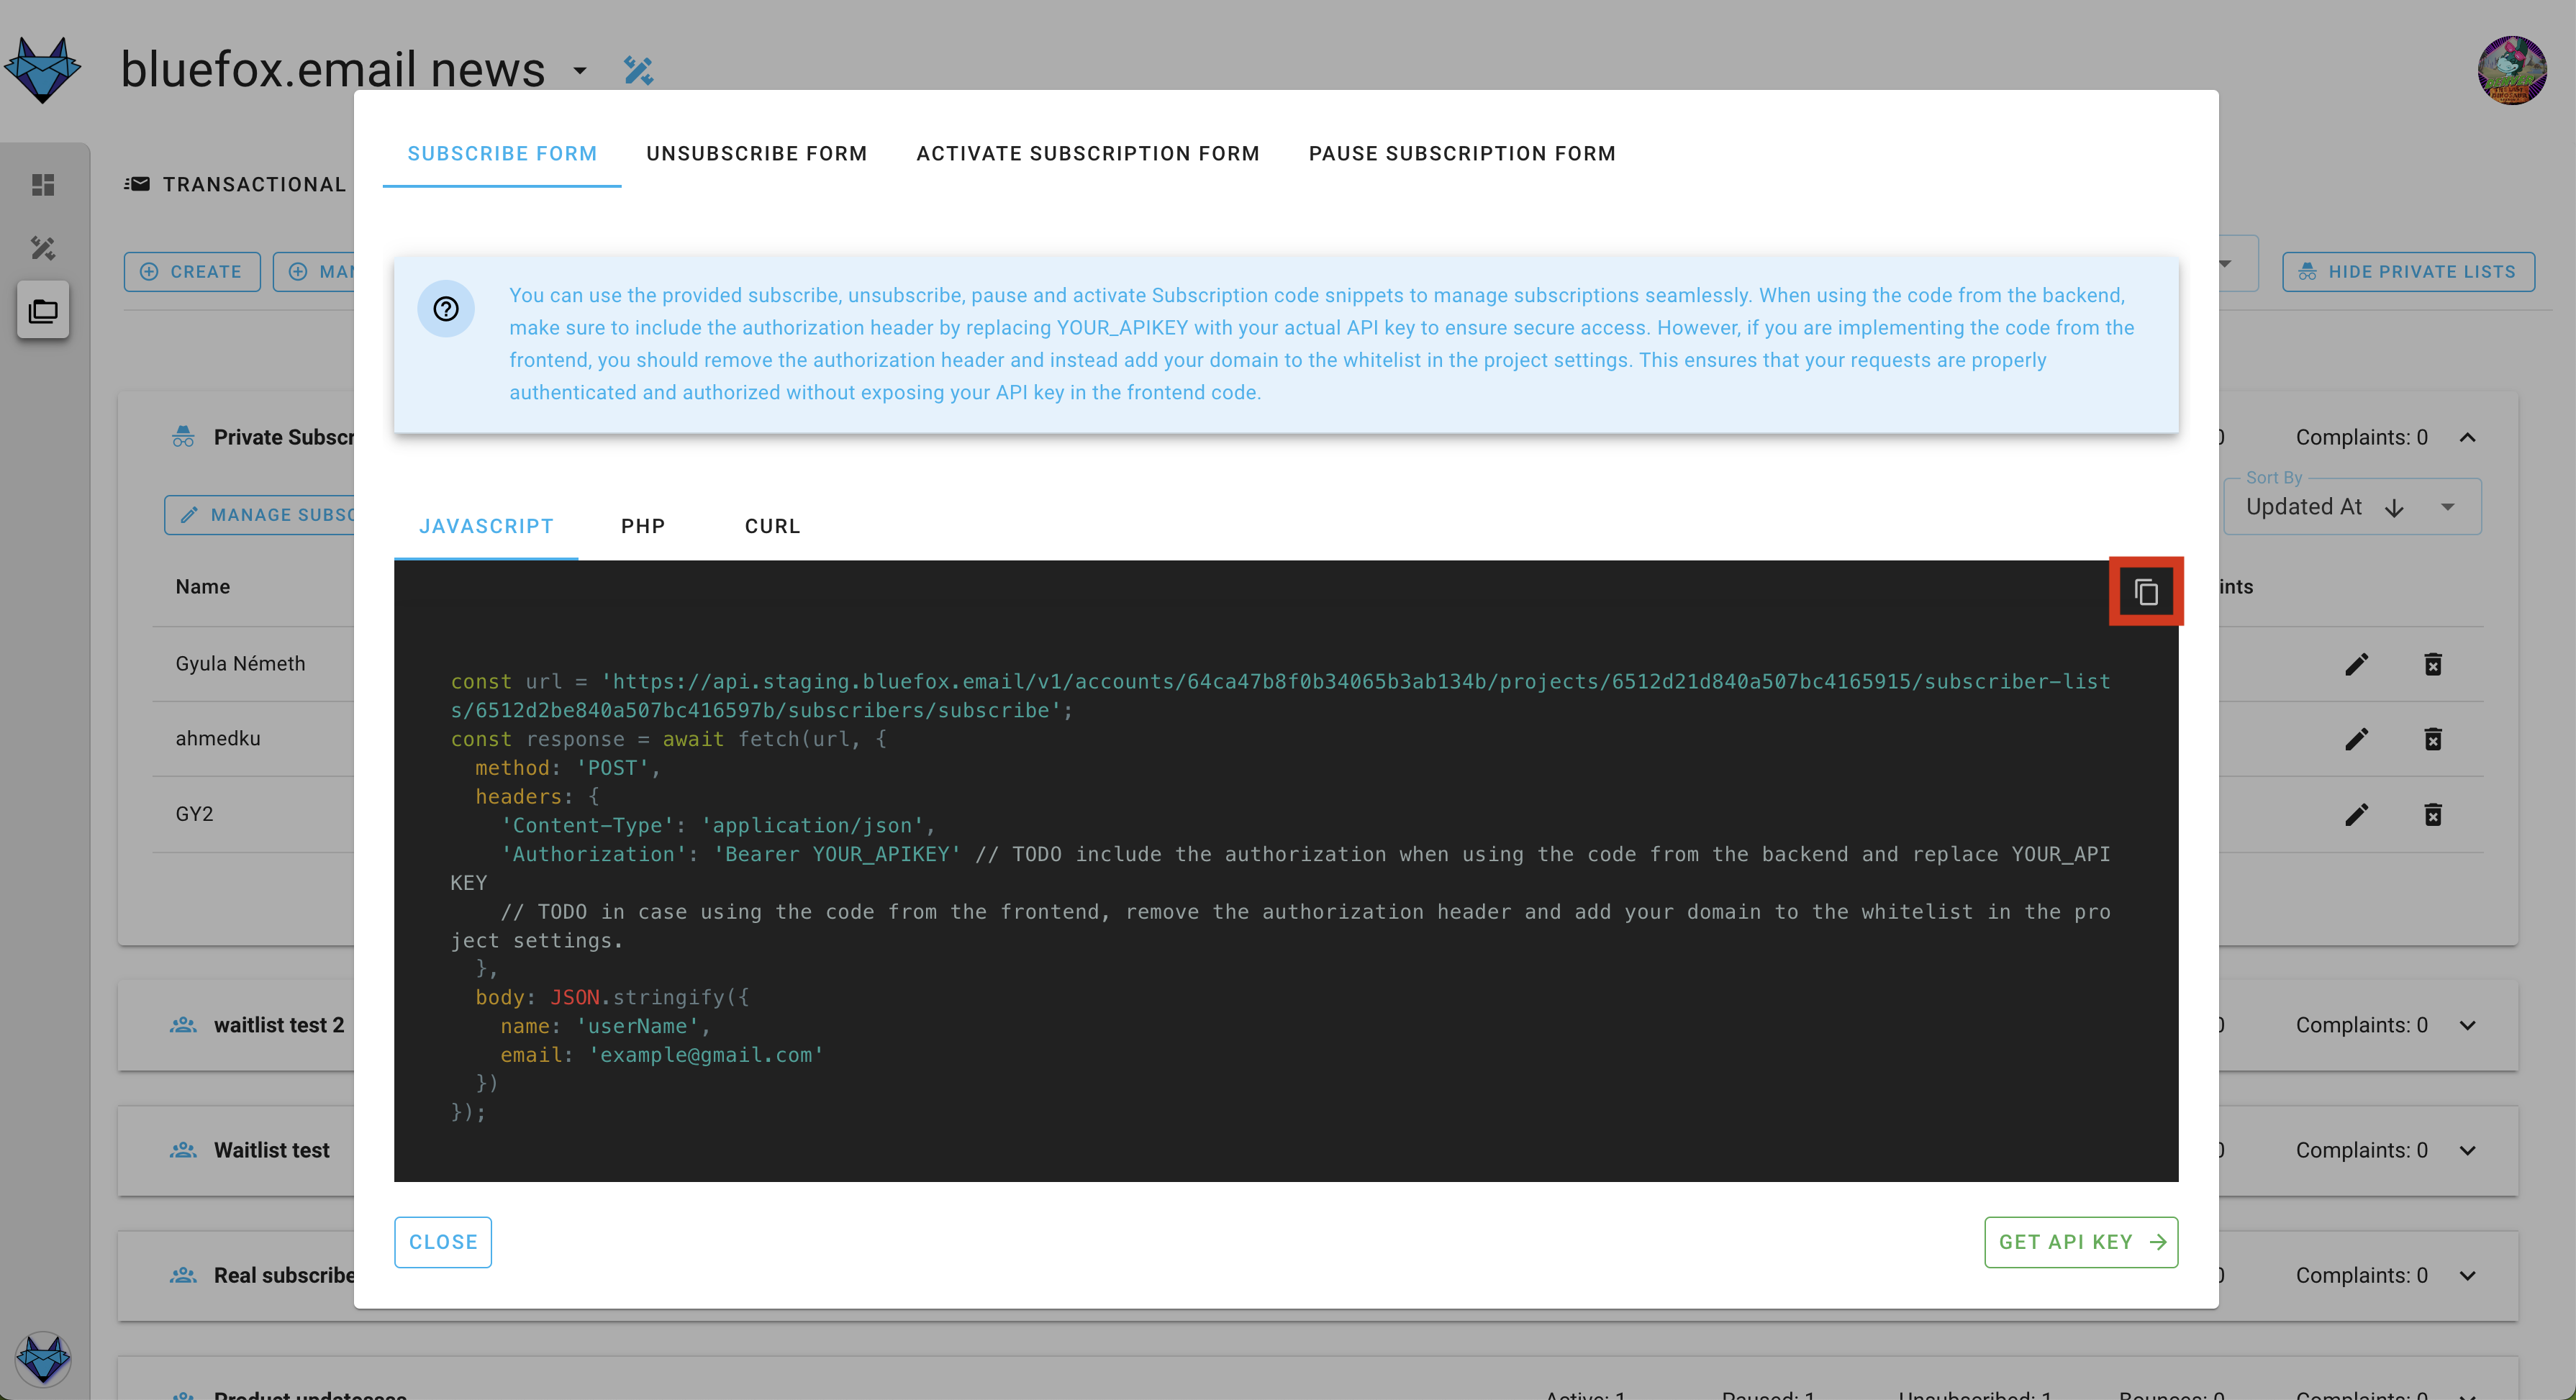 bluefox.email news
SUBSCRIBE FORM UNSUBSCRIBE FORM ACTIVATE SUBSCRIPTION FORM PAUSE SUBSCRIPTION FORM
TRANSACTIONAL
CREATE
HIDE PRIVATE LISTS
You can use the provided subscribe, unsubscribe, pause and activate Subscription code snippets to manage subscriptions seamlessly. When using the code from the backend,
make sure to include the authorization header by replacing YOUR_APIKEY with your actual API key to ensure secure access. However, if you are implementing the code from the
frontend, you should remove the authorization header and instead add your domain to the whitelist in the project settings. This ensures that your requests are properly
authenticated and authorized without exposing your API key in the frontend code.
Private Subscr
Complaints: 0
Sort By
Updated At
MANAGE SUBSC
JAVASCRIPT PHP CURL
Name
ints
Gyula Németh
ahmedku
GY2
const url = 'https://api.staging.bluefox.email/v1/accounts/64ca47b8f0b34065b3ab134b/projects/6512d21d840a507bc4165915/subscriber-list
s/6512d2be840a507bc416597b/subscribers/subscribe';
const response = await fetch(url, {
method: 'POST',
headers: {
'Content-Type': 'application/json',
'Authorization': 'Bearer YOUR_APIKEY' // TODO include the authorization when using the code from the backend and replace YOUR_API
KEY
// TODO in case using the code from the frontend, remove the authorization header and add your domain to the whitelist in the pro
ject settings.
},
body: JSON.stringify({
name: 'userName',
email: 'example@gmail.com'
})
});
waitlist test 2
Complaints: 0
Waitlist test
Complaints: 0
CLOSE
GET API KEY
Real subscribe
Complaints: 0